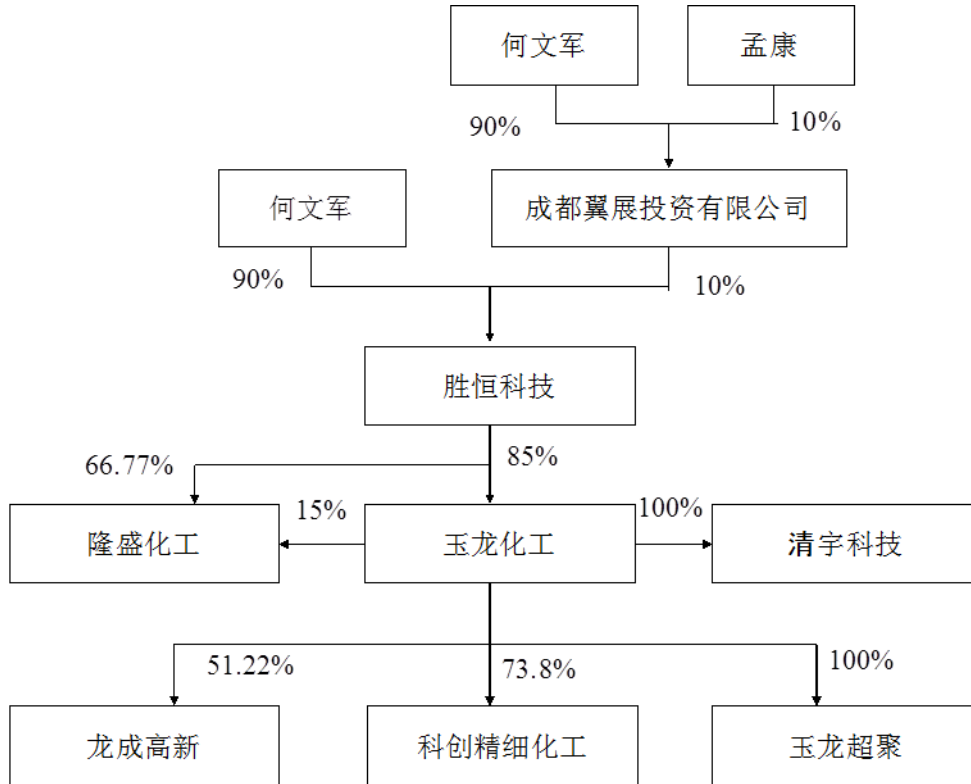 何文军
孟康
90%
10%
何文军
成都翼展投资有限公司
90%
10%
胜恒科技
66.77%
85%
隆盛化工
15%
玉龙化工
100%
清宇科技
51.22%
73.8%
100%
龙成高新
科创精细化工
玉龙超聚